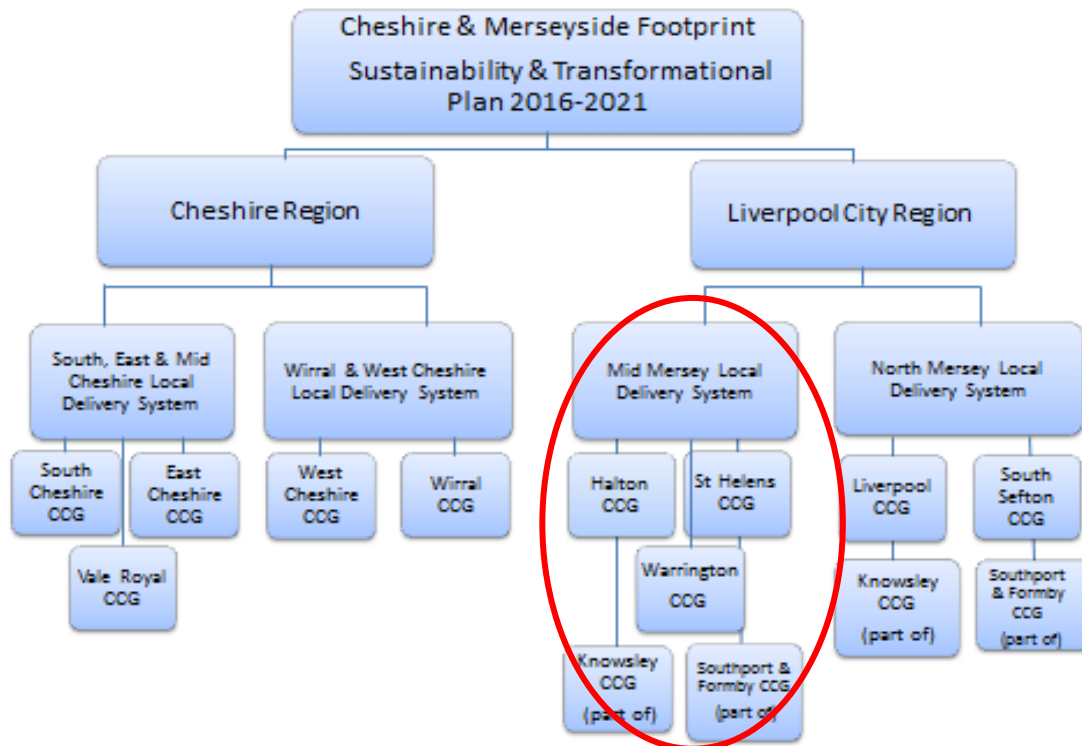 Cheshire & Merseyside Footprint
Sustainability & Transformational
Plan 2016-2021
Cheshire Region
Liverpool City Region
South, East & Mid
Cheshire Local
Delivery System
Wirral & West Cheshire
Local Delivery System
Mid Mersey Local
Delivery System
North Mersey Local
Delivery System
South
Cheshire
CCG
East
Cheshire
CCG
Vale Royal
CCG
West
Cheshire
CCG
Wirral
CCG
Halton
CCG
St Helens
CCG
Warrington
CCG
Knowsley
CCG
(part of)
Southport &
Formby CCG
(part of)
Liverpool
CCG
South
Sefton
CCG
Knowsley
CCG
(part of)
Southport
& Formby
CCG
(part of)